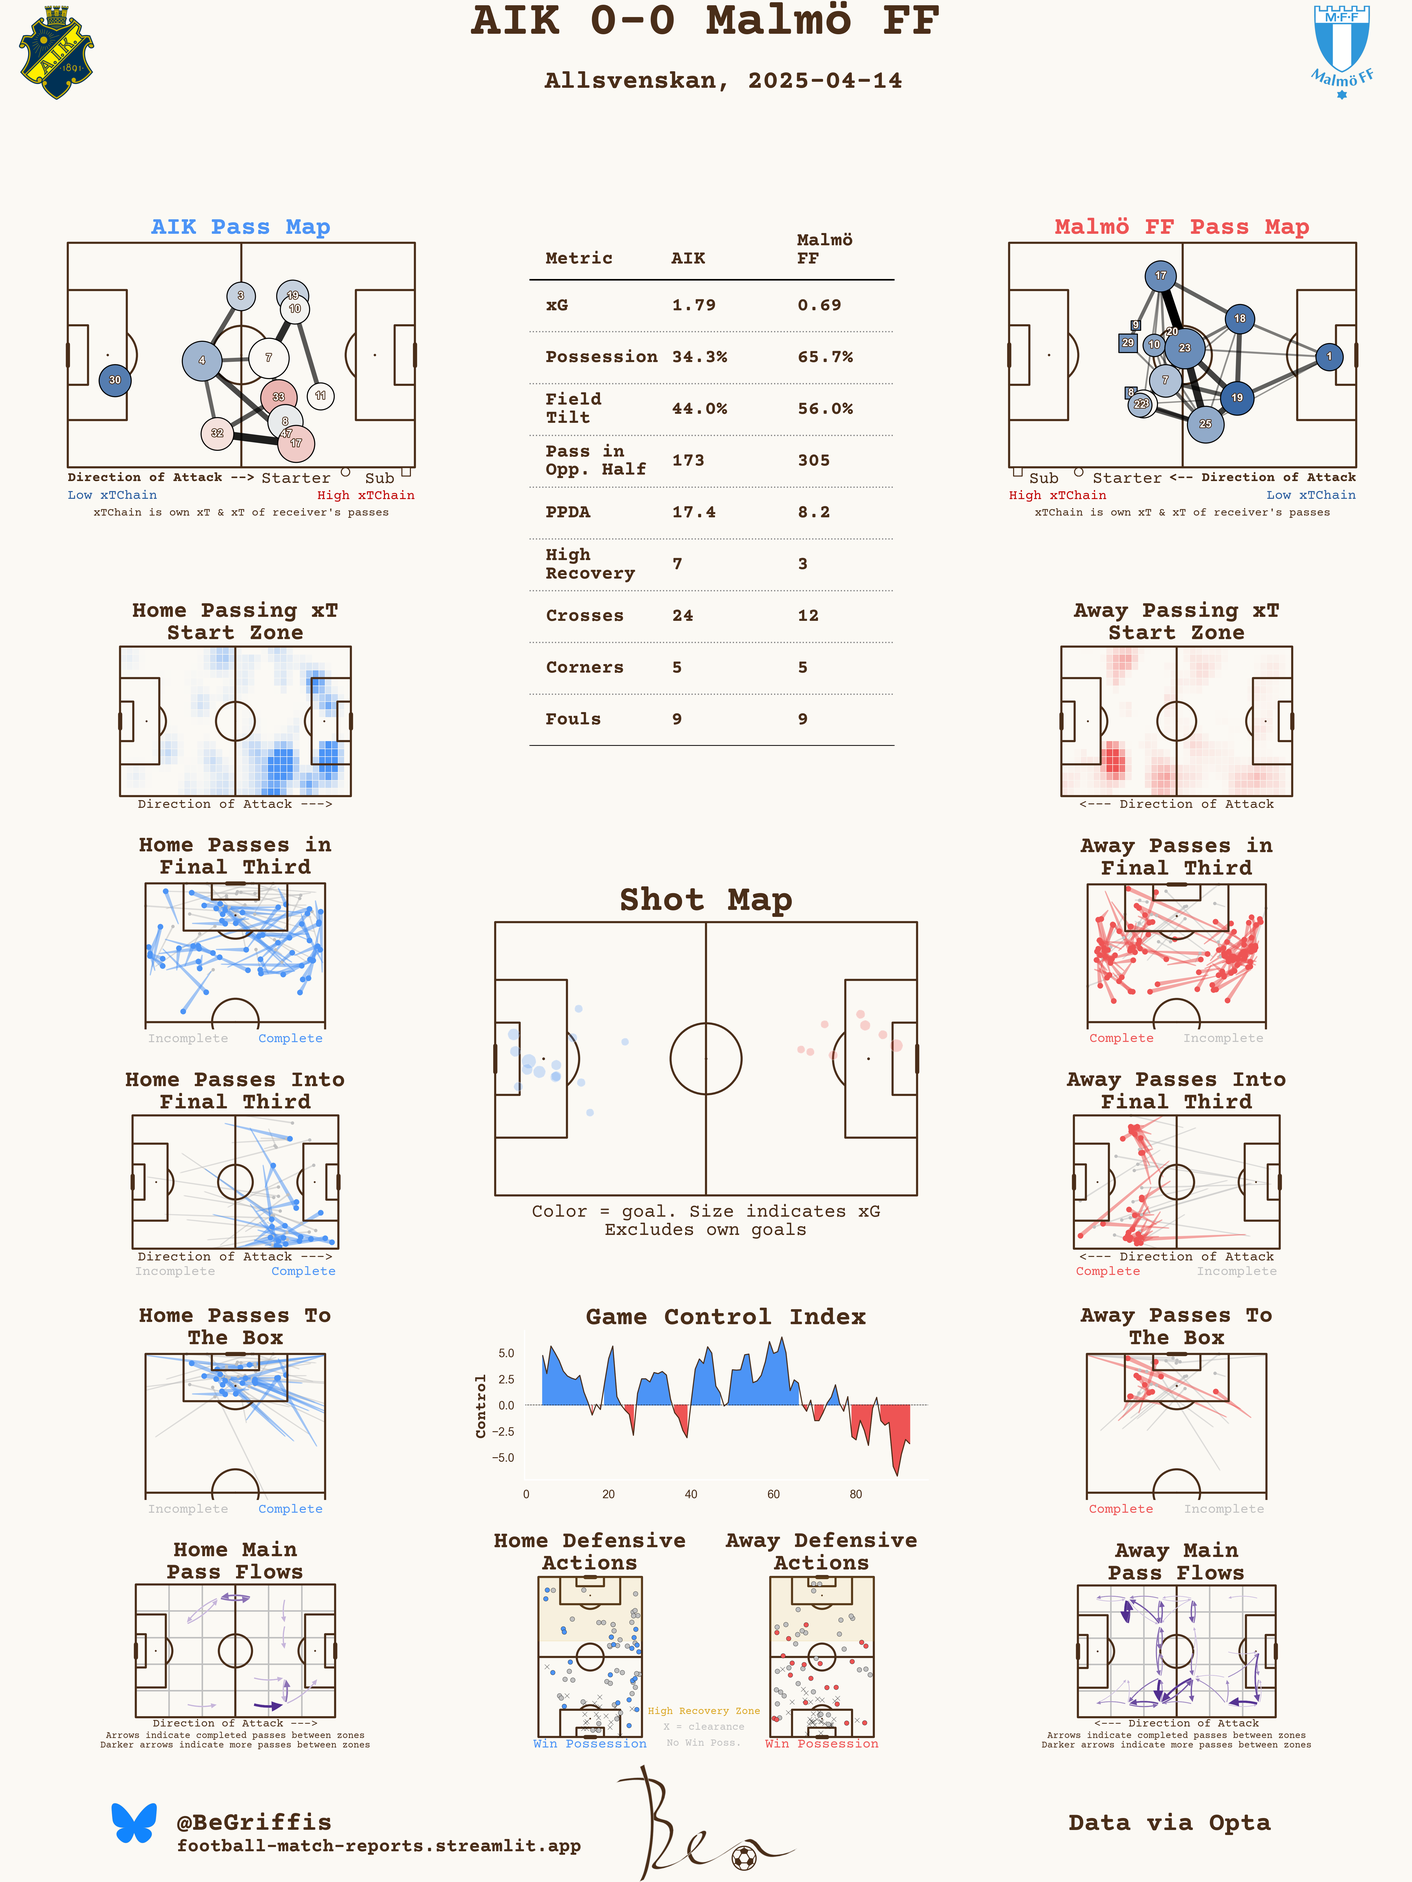 AIK 0-0 Malmö FF
Allsvenskan, 2025-04-14
A.I.K.
1891
M·F·F
Malmö FF
AIK Pass Map
3
19
10
4
7
30
33
11
8
32
47
17
Direction of Attack --> Starter Sub
Low xTChain High xTChain
xTChain is own xT & xT of receiver's passes
Metric AIK Malmö FF
xG 1.79 0.69
Possession 34.3% 65.7%
Field Tilt 44.0% 56.0%
Pass in Opp. Half 173 305
PPDA 17.4 8.2
High Recovery 7 3
Crosses 24 12
Corners 5 5
Fouls 9 9
Malmö FF Pass Map
17
9
18
20
29
10
23
1
7
8
19
22
25
Sub Starter <-- Direction of Attack
High xTChain Low xTChain
xTChain is own xT & xT of receiver's passes
Home Passing xT
Start Zone
Direction of Attack --->
Away Passing xT
Start Zone
<--- Direction of Attack
Home Passes in
Final Third
Incomplete Complete
Away Passes in
Final Third
Complete Incomplete
Shot Map
Color = goal. Size indicates xG
Excludes own goals
Home Passes Into
Final Third
Direction of Attack --->
Incomplete Complete
Away Passes Into
Final Third
<--- Direction of Attack
Complete Incomplete
Home Passes To
The Box
Incomplete Complete
Game Control Index
Control
5.0
2.5
0.0
−2.5
−5.0
0 20 40 60 80
Away Passes To
The Box
Complete Incomplete
Home Main
Pass Flows
Direction of Attack --->
Arrows indicate completed passes between zones
Darker arrows indicate more passes between zones
Home Defensive
Actions
Win Possession
Away Defensive
Actions
Win Possession
High Recovery Zone
X = clearance
No Win Poss.
Away Main
Pass Flows
<--- Direction of Attack
Arrows indicate completed passes between zones
Darker arrows indicate more passes between zones
@BeGriffis
football-match-reports.streamlit.app
Ben
Data via Opta